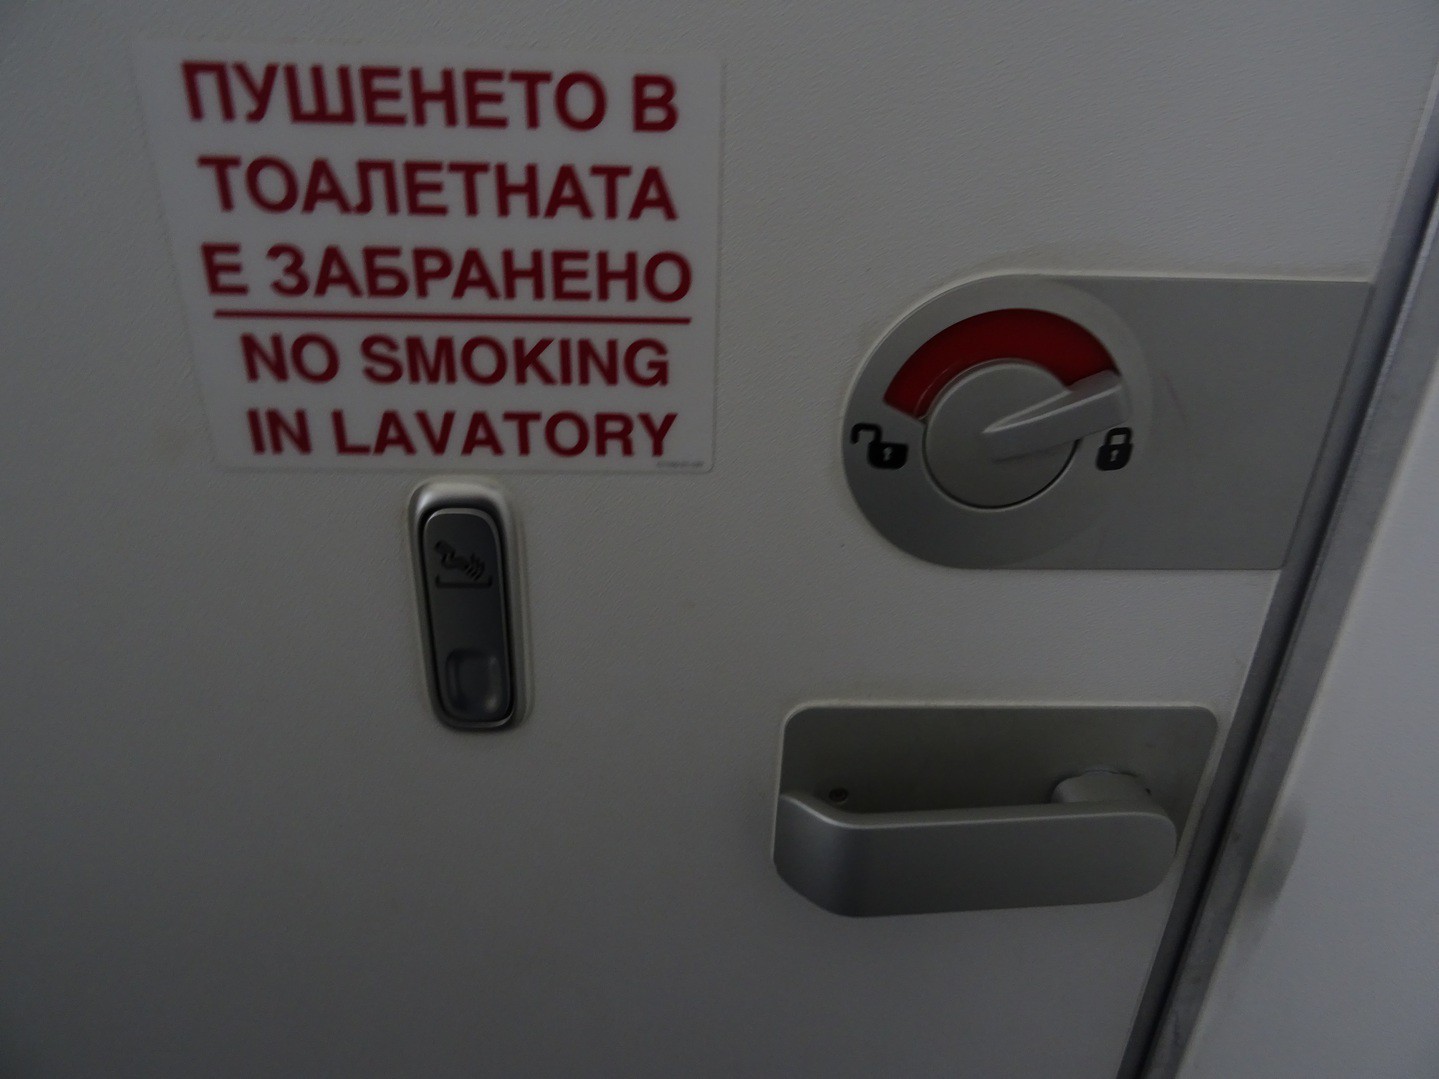 ПУШЕНЕТО В
ТОАЛЕТНАТА
Е ЗАБРАНЕНО
NO SMOKING
IN LAVATORY